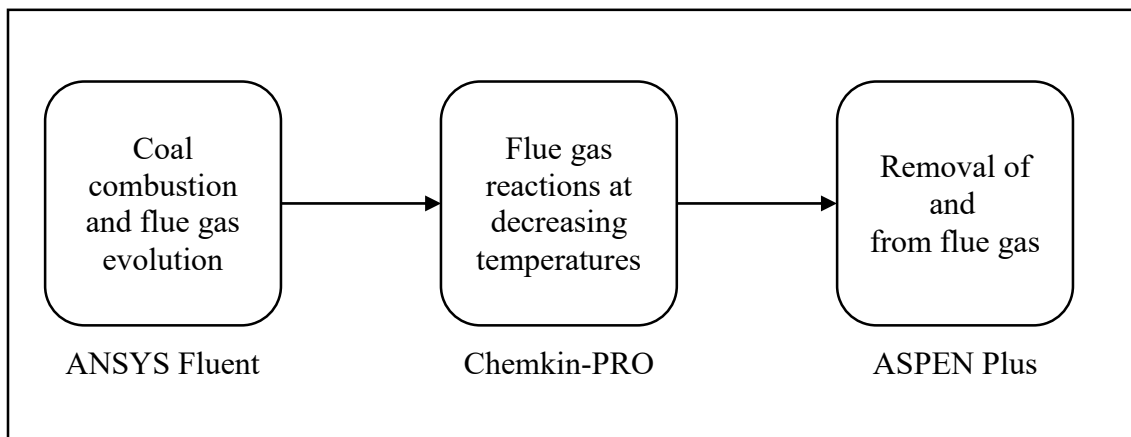 Coal
combustion
and flue gas
evolution
Flue gas
reactions at
decreasing
temperatures
Removal of
and
from flue gas
ANSYS Fluent
Chemkin-PRO
ASPEN Plus